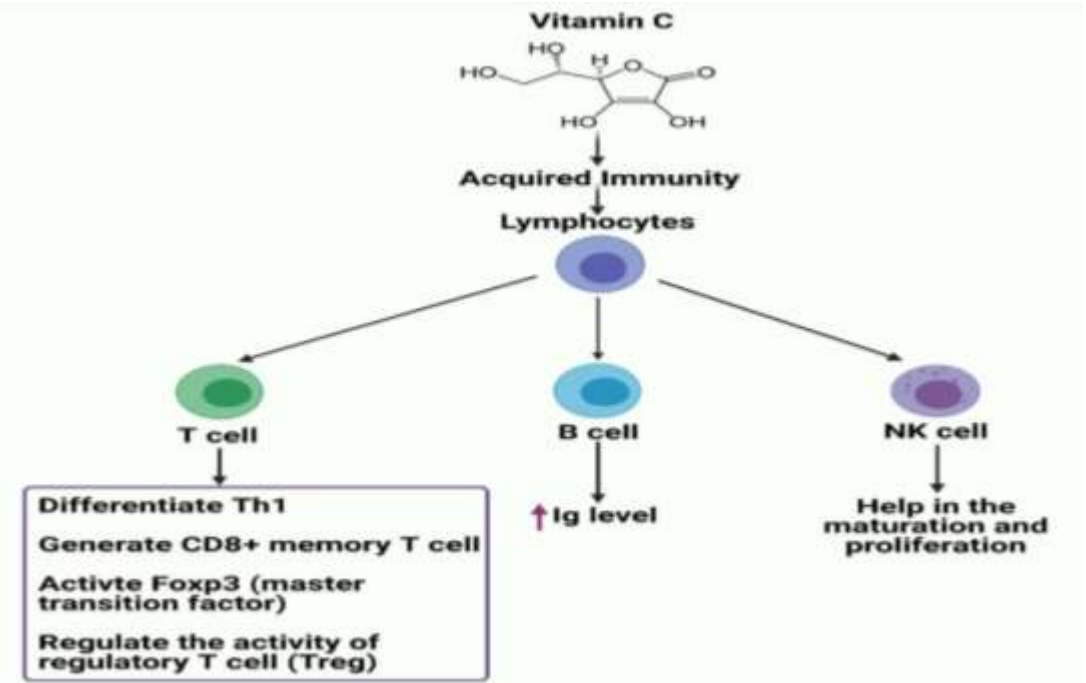 Vitamin C
HO
H
O
O
HO
HO
OH
Acquired Immunity
Lymphocytes
T cell
B cell
NK cell
Differentiate Th1
Generate CD8+ memory T cell
Activte Foxp3 (master
transition factor)
Regulate the activity of
regulatory T cell (Treg)
↑Ig level
Help in the
maturation and
proliferation